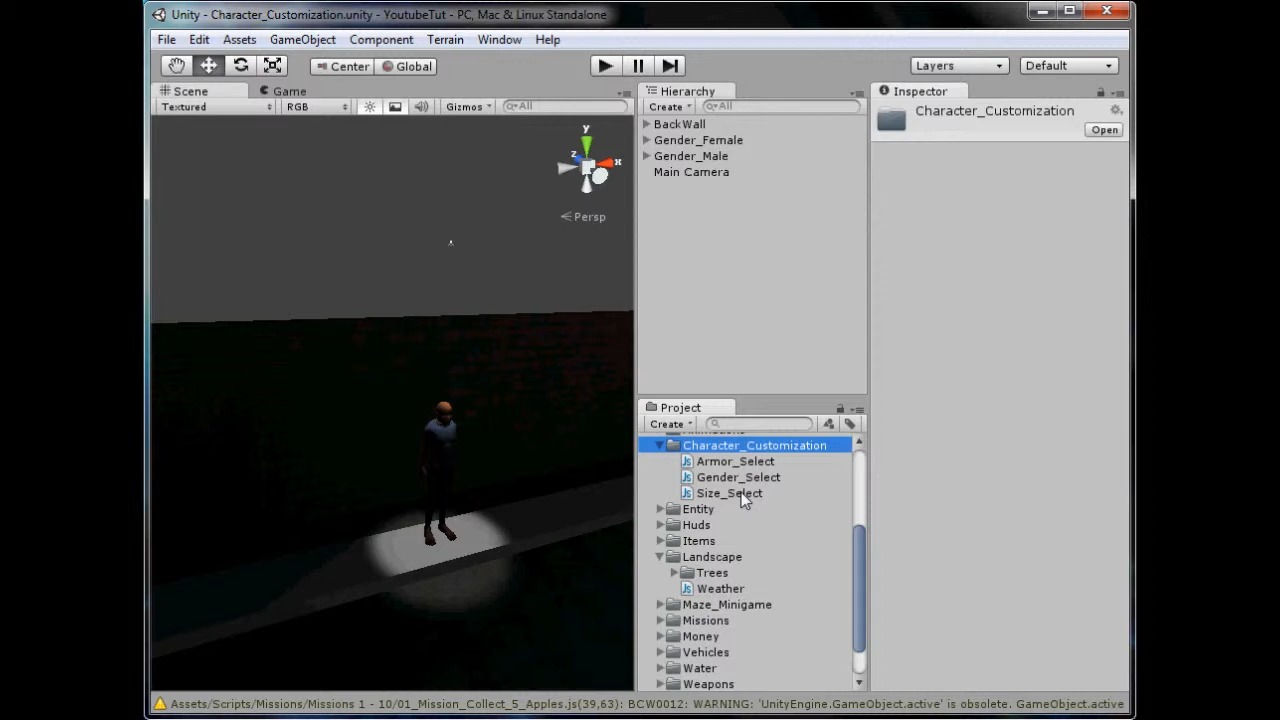 Unity - Character_Customization.unity - YoutubeTut - PC, Mac & Linux Standalone
File Edit Assets GameObject Component Terrain Window Help
Center Global Layers Default
Scene Game Hierarchy Inspector
Textured RGB Gizmos All Create All
Character_Customization
Open
BackWall
Gender_Female
Gender_Male
Main Camera
y
z
x
Persp
Project
Create
Character_Customization
Armor_Select
Gender_Select
Size_Select
Entity
Huds
Items
Landscape
Trees
Weather
Maze_Minigame
Missions
Money
Vehicles
Water
Weapons
Assets/Scripts/Missions/Missions 1 - 10/01_Mission_Collect_5_Apples.js(39,63): BCW0012: WARNING: 'UnityEngine.GameObject.active' is obsolete. GameObject.active